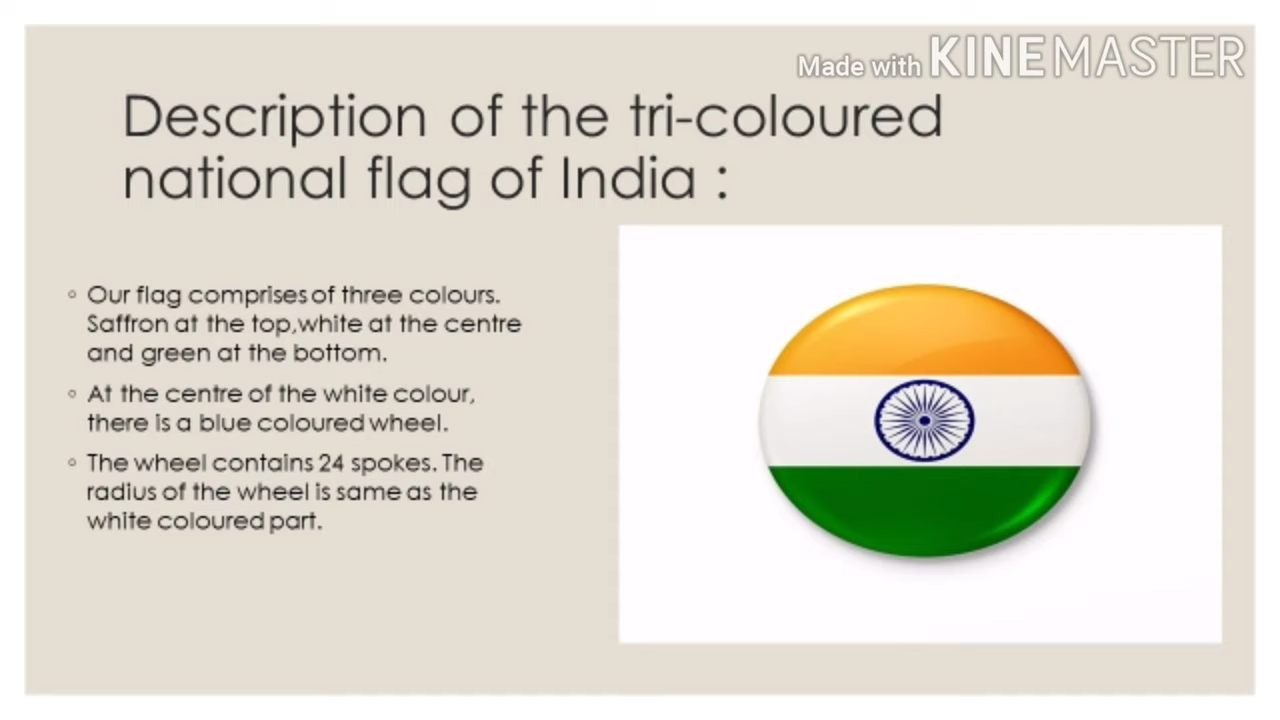 Made with KINEMASTER
Description of the tri-coloured
national flag of India :
◦ Our flag comprises of three colours.
Saffron at the top,white at the centre
and green at the bottom.
◦ At the centre of the white colour,
there is a blue coloured wheel.
◦ The wheel contains 24 spokes. The
radius of the wheel is same as the
white coloured part.